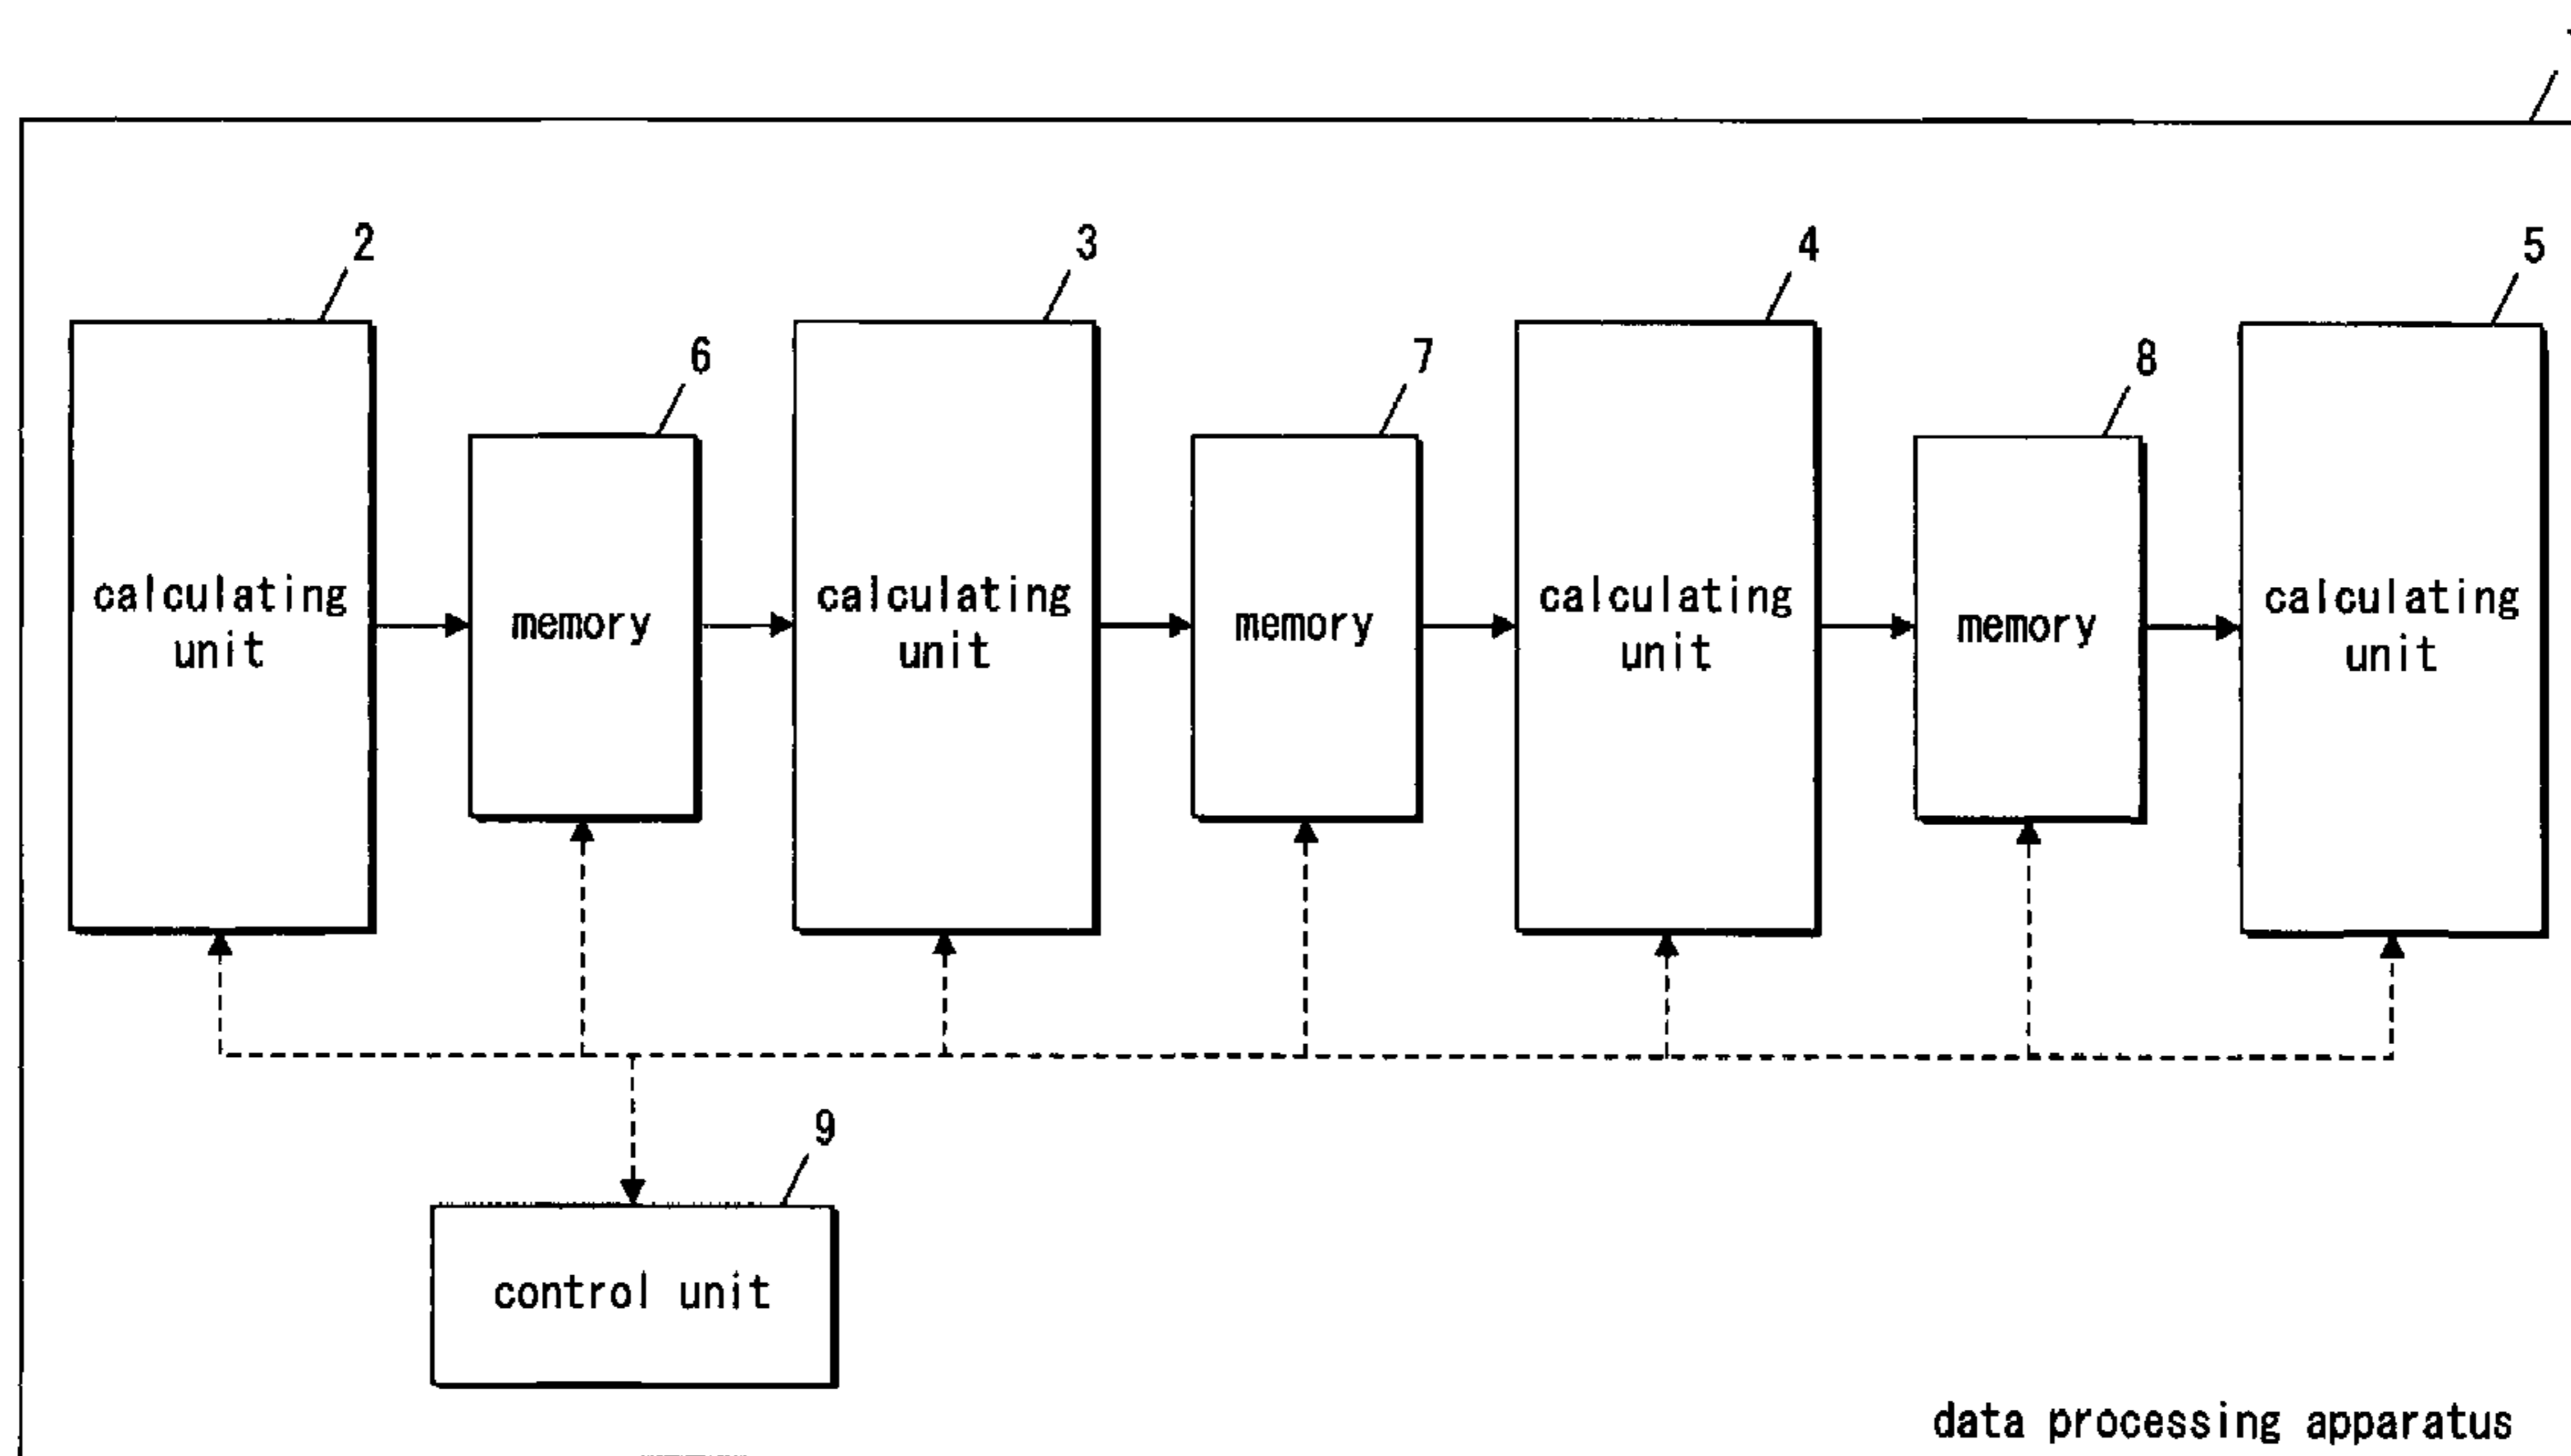 2
3
4
5
6
7
8
calculating
unit
memory
calculating
unit
memory
calculating
unit
memory
calculating
unit
9
control unit
data processing apparatus